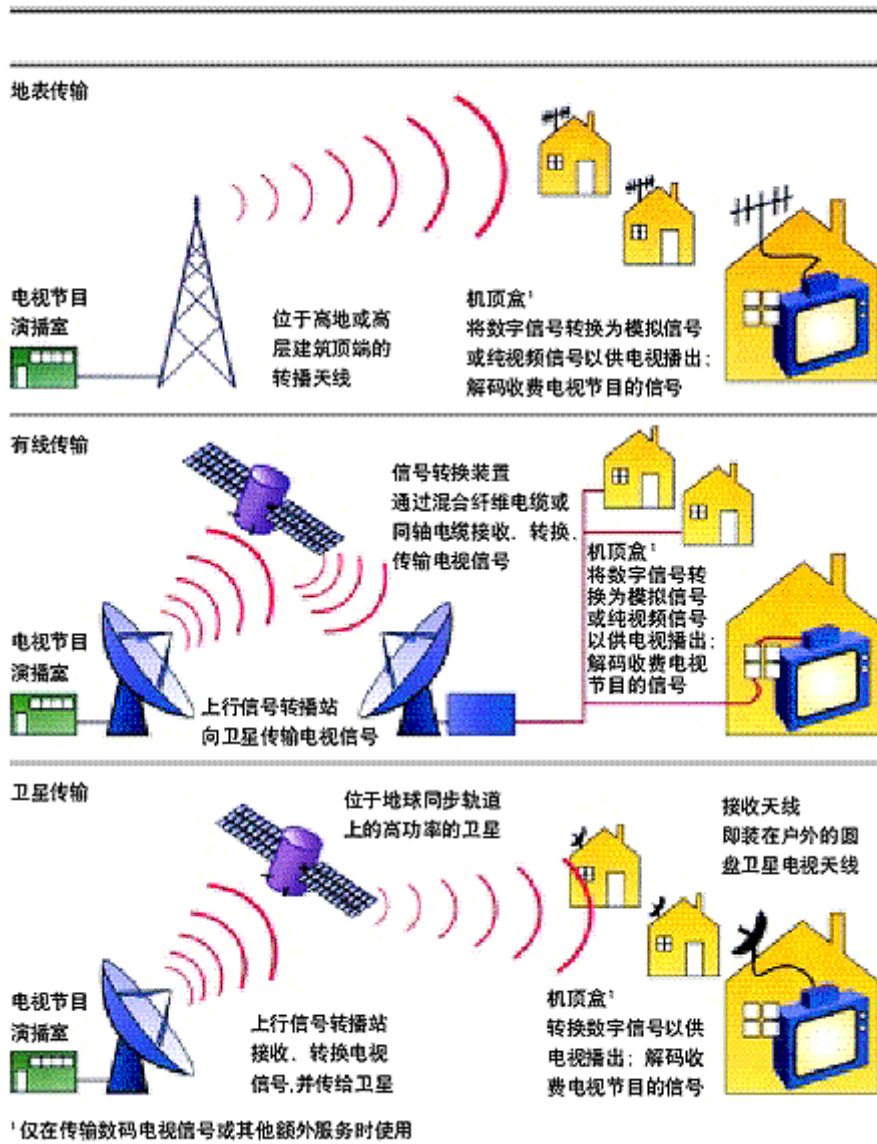 地表传输
电视节目
演播室
位于高地或高
层建筑顶端的
转播天线
机顶盒¹
将数字信号转换为模拟信号
或纯视频信号以供电视播出;
解码收费电视节目的信号
有线传输
信号转换装置
通过混合纤维电缆或
同轴电缆接收、转换、
传输电视信号
电视节目
演播室
上行信号转播站
向卫星传输电视信号
机顶盒¹
将数字信号转
换为模拟信号
或纯视频信号
以供电视播出;
解码收费电视
节目的信号
卫星传输
位于地球同步轨道
上的高功率的卫星
接收天线
即装在户外的圆
盘卫星电视天线
电视节目
演播室
上行信号转播站
接收、转换电视
信号,并传给卫星
机顶盒¹
转换数字信号以供
电视播出; 解码收
费电视节目的信号
¹仅在传输数码电视信号或其他额外服务时使用